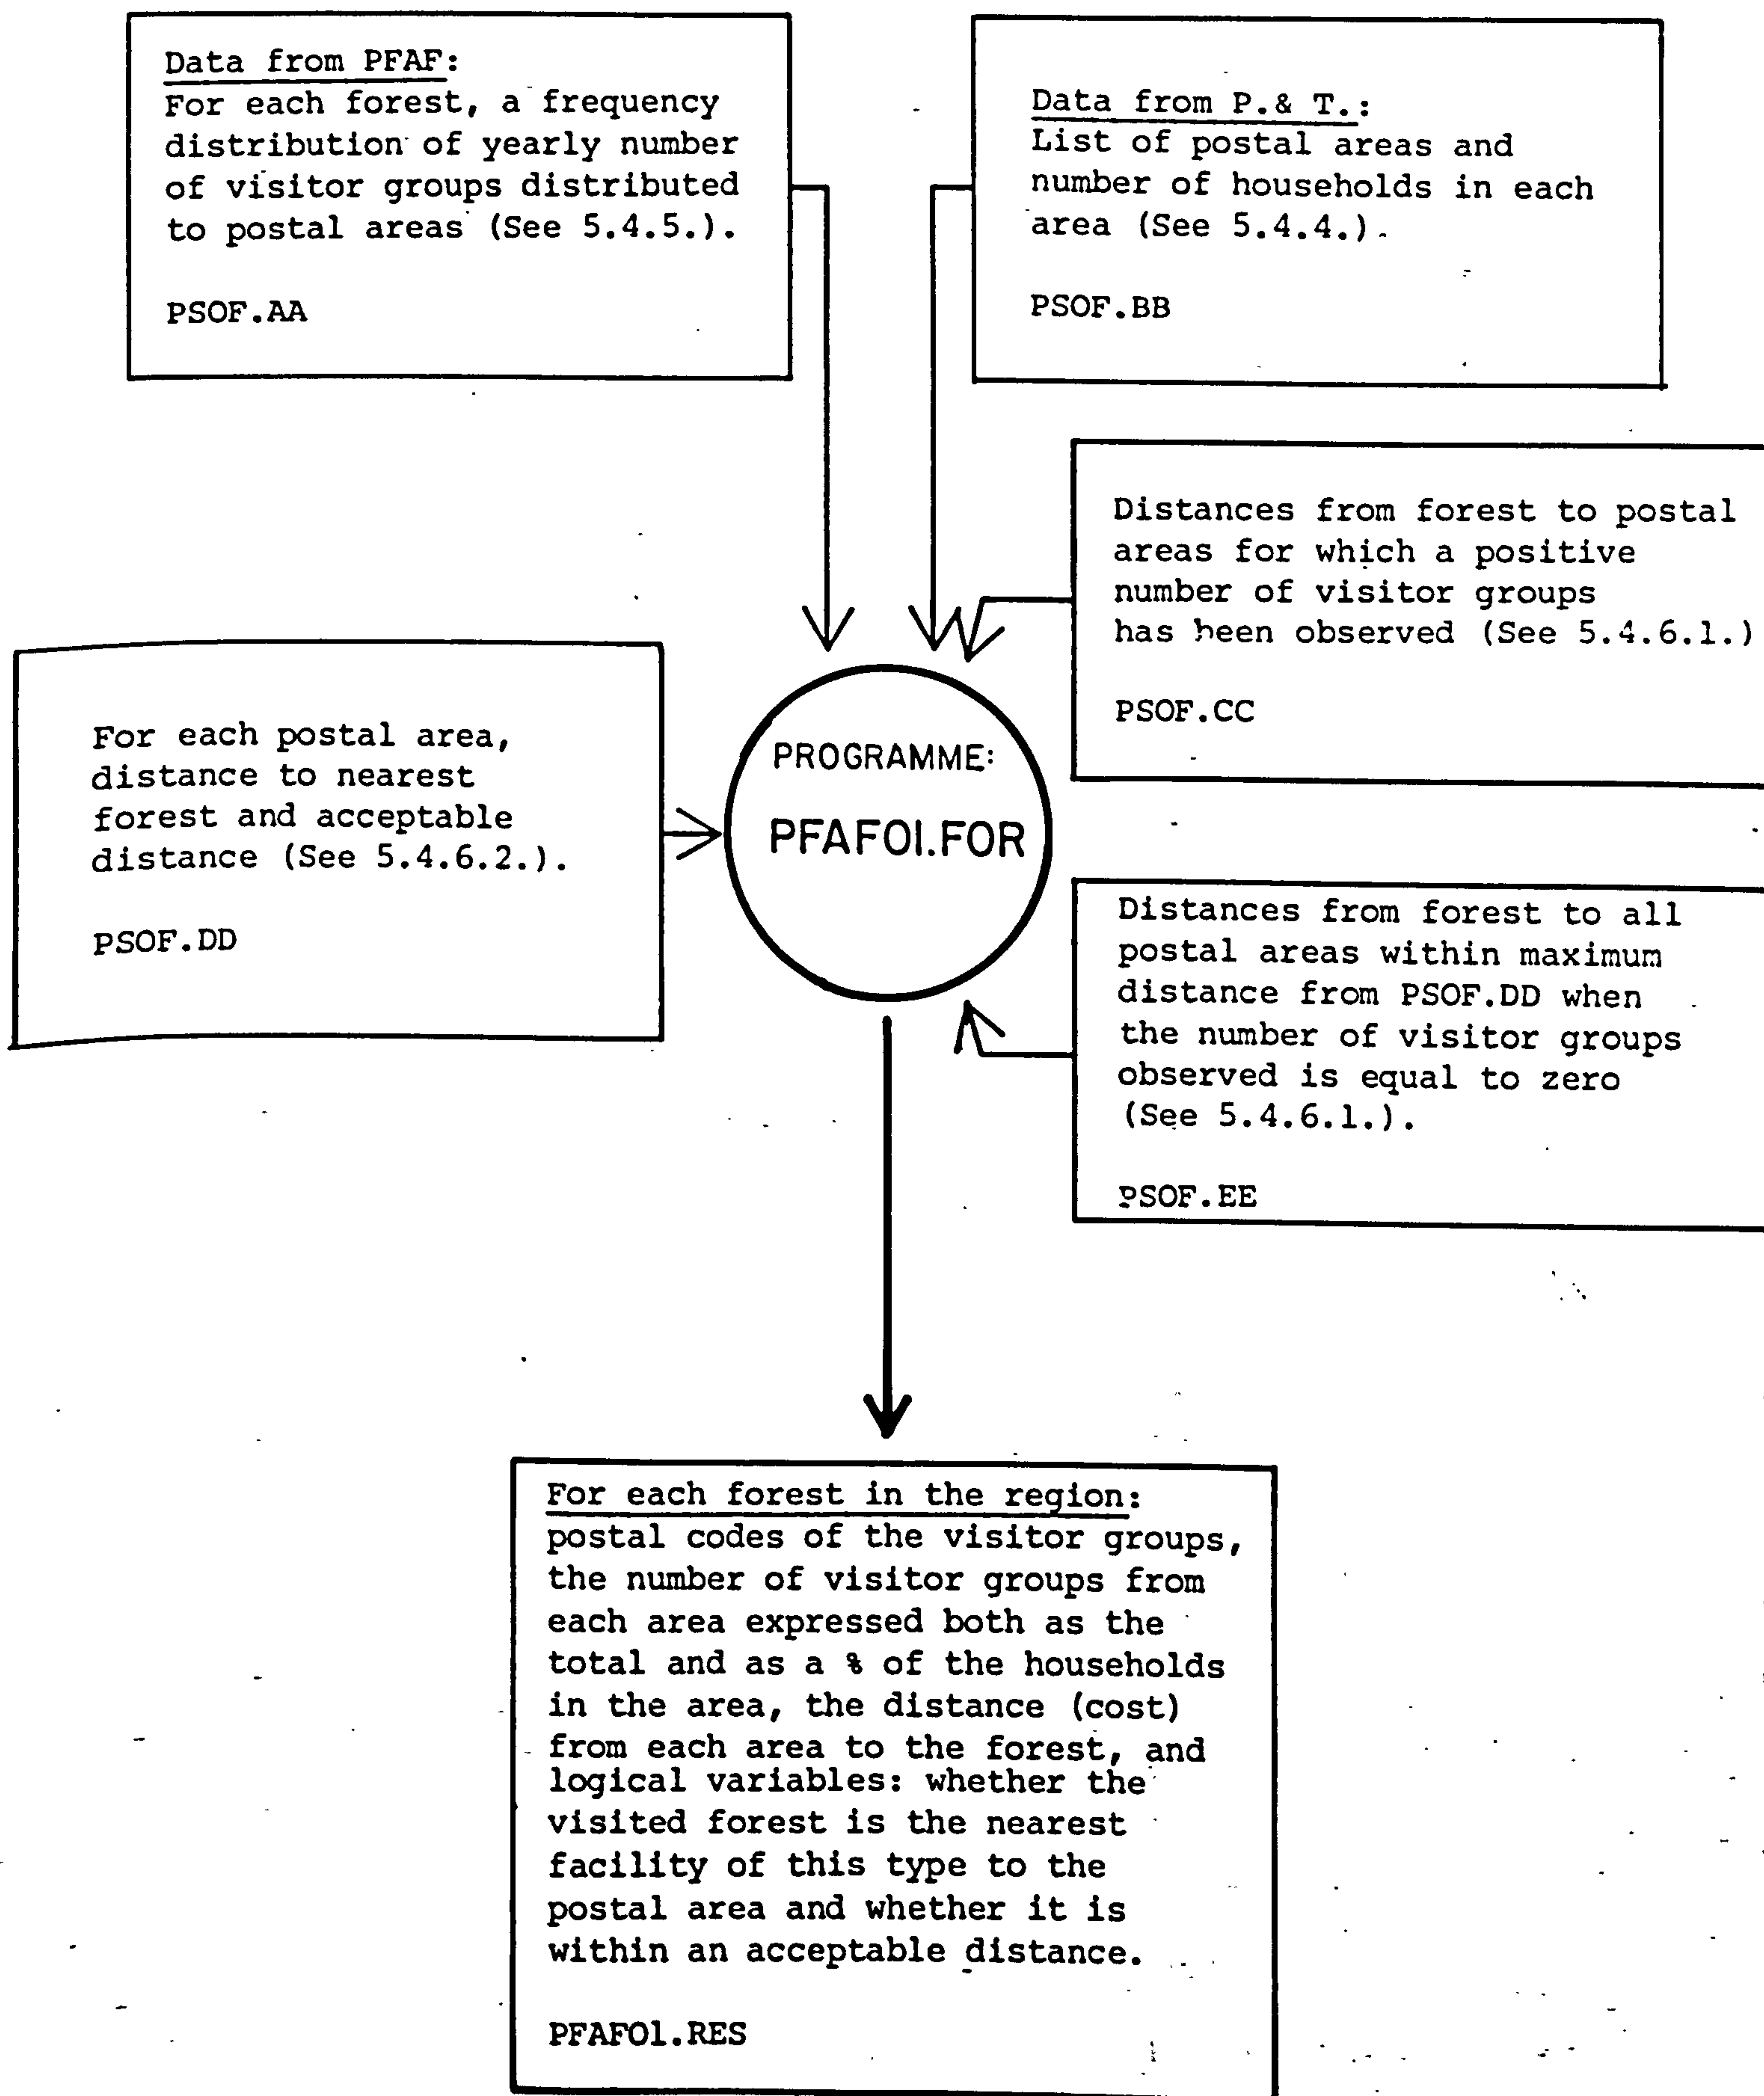 Data from PFAF:
For each forest, a frequency
distribution of yearly number
of visitor groups distributed
to postal areas (See 5.4.5.).
PSOF.AA
Data from P.& T.:
List of postal areas and
number of households in each
area (See 5.4.4.).
PSOF.BB
Distances from forest to postal
areas for which a positive
number of visitor groups
has been observed (See 5.4.6.1.)
PSOF.CC
For each postal area,
distance to nearest
forest and acceptable
distance (See 5.4.6.2.).
PSOF.DD
PROGRAMME:
PFAFO1.FOR
Distances from forest to all
postal areas within maximum
distance from PSOF.DD when
the number of visitor groups
observed is equal to zero
(See 5.4.6.1.).
PSOF.EE
For each forest in the region:
postal codes of the visitor groups,
the number of visitor groups from
each area expressed both as the
total and as a % of the households
in the area, the distance (cost)
from each area to the forest, and
logical variables: whether the
visited forest is the nearest
facility of this type to the
postal area and whether it is
within an acceptable distance.
PFAFO1.RES